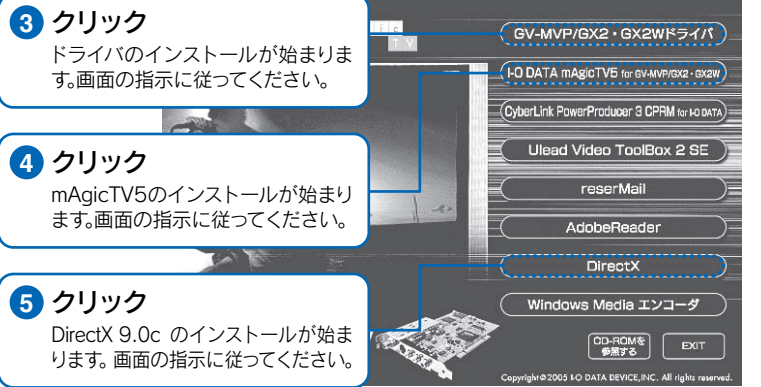 3 クリック
ドライバのインストールが始まりま
す。画面の指示に従ってください。
4 クリック
mAgicTV5のインストールが始まり
ます。画面の指示に従ってください。
5 クリック
DirectX 9.0c のインストールが始ま
ります。画面の指示に従ってください。
i c
T V
GV-MVP/GX2・GX2Wドライバ
I-O DATA mAgicTV5 for GV-MVP/GX2・GX2W
CyberLink PowerProducer 3 CPRM for I-O DATA
Ulead Video ToolBox 2 SE
reserMail
AdobeReader
DirectX
Windows Media エンコーダ
CD-ROMを
参照する
EXIT
Copyright©2005 I-O DATA DEVICE,INC. All rights reserved.